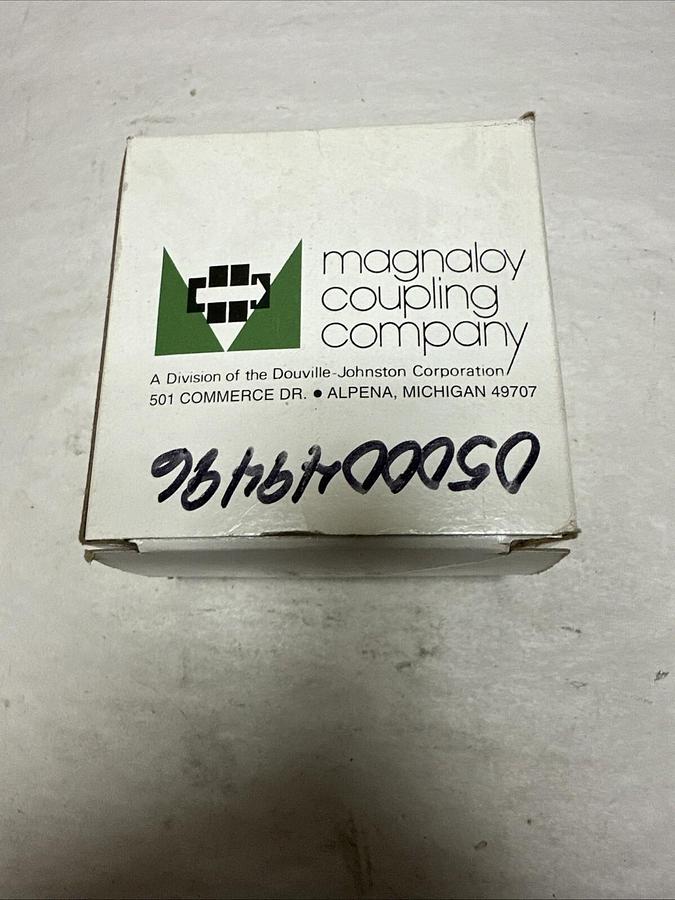 magnaloy
coupling
company
A Division of the Douville-Johnston Corporation
501 COMMERCE DR. • ALPENA, MICHIGAN 49707
0500049496